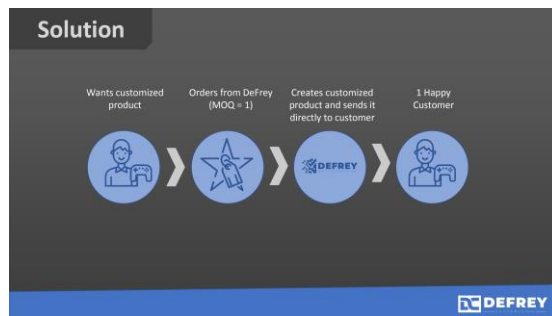 Solution
Wants customized
product
Orders from DeFrey
(MOQ = 1)
Creates customized
product and sends it
directly to customer
1 Happy
Customer
DEFREY
DEFREY